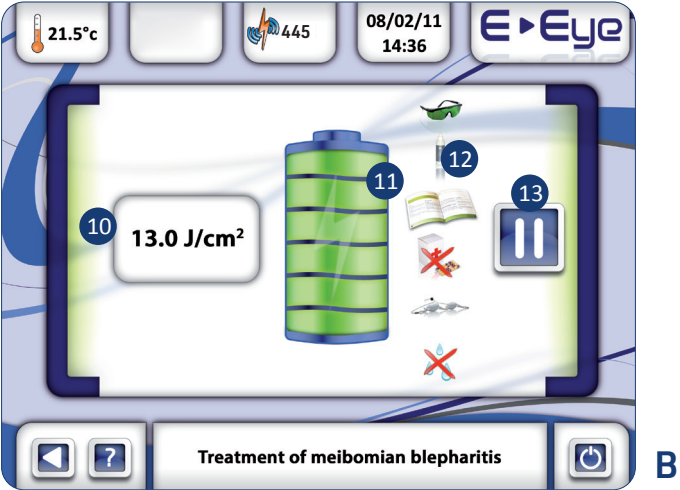 21.5°c
445
08/02/11
14:36
E▸Eye
12
11
13
10
13.0 J/cm²
?
Treatment of meibomian blepharitis
B